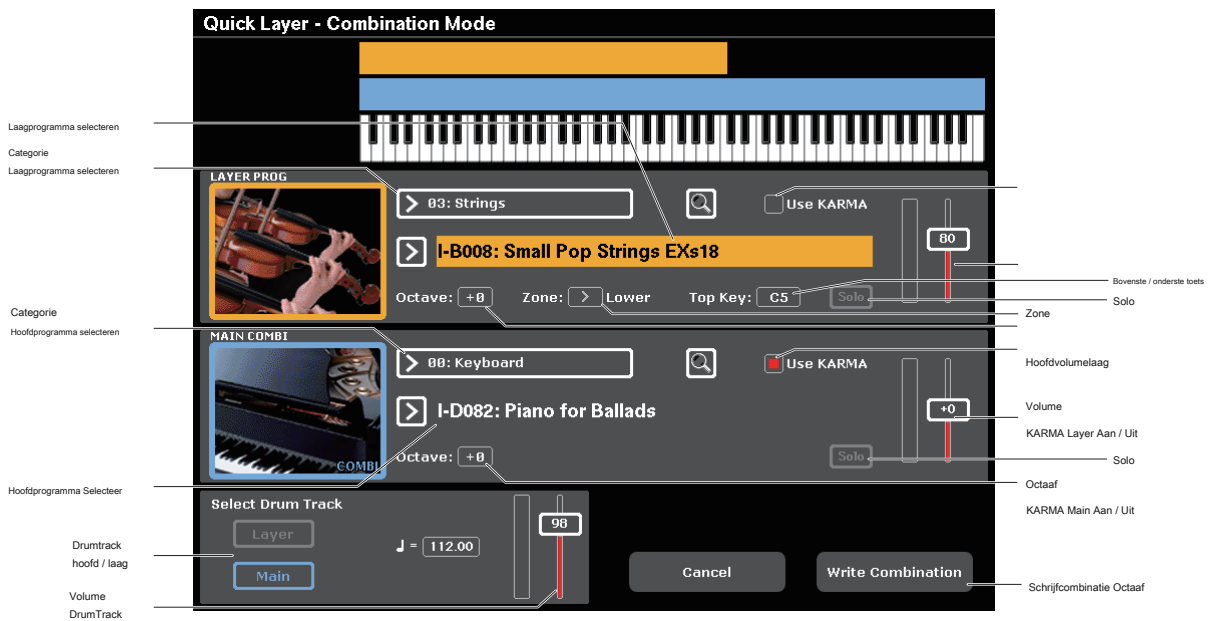 Quick Layer - Combination Mode
Laagprogramma selecteren
Categorie
Laagprogramma selecteren
LAYER PROG
03: Strings
Use KARMA
I-B008: Small Pop Strings EXs18
80
Octave: +0 Zone: > Lower Top Key: C5 Solo
Bovenste / onderste toets
Solo
Zone
Categorie
Hoofdprogramma selecteren
MAIN COMBI
00: Keyboard
Use KARMA
Hoofdvolumelaag
I-D082: Piano for Ballads
+0
Volume
KARMA Layer Aan / Uit
COMBI
Octave: +0 Solo
Solo
Octaaf
KARMA Main Aan / Uit
Hoofdprogramma Selecteer
Select Drum Track
Layer
♩ = 112.00
98
Main
Drumtrack
hoofd / laag
Volume
DrumTrack
Cancel
Write Combination
Schrijfcombinatie Octaaf